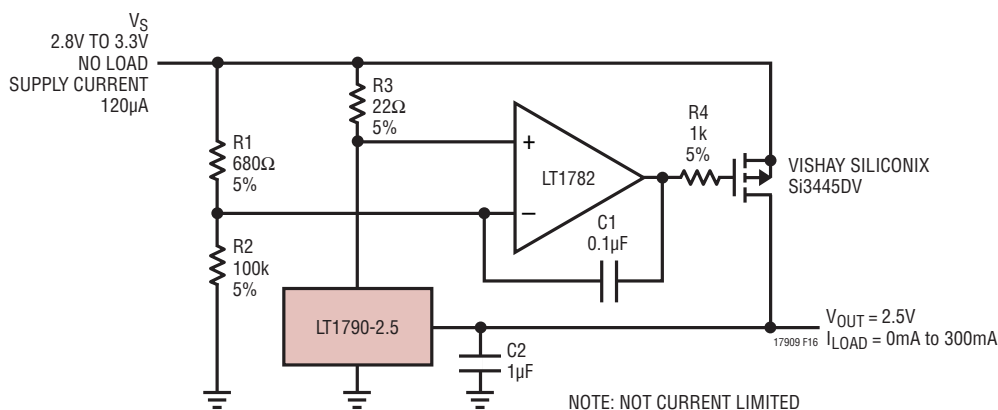 VS
2.8V TO 3.3V
NO LOAD
SUPPLY CURRENT
120µA
R1
680Ω
5%
R2
100k
5%
R3
22Ω
5%
+
LT1782
–
C1
0.1µF
R4
1k
5%
VISHAY SILICONIX
Si3445DV
LT1790-2.5
C2
1µF
VOUT = 2.5V
ILOAD = 0mA to 300mA
17909 F16
NOTE: NOT CURRENT LIMITED